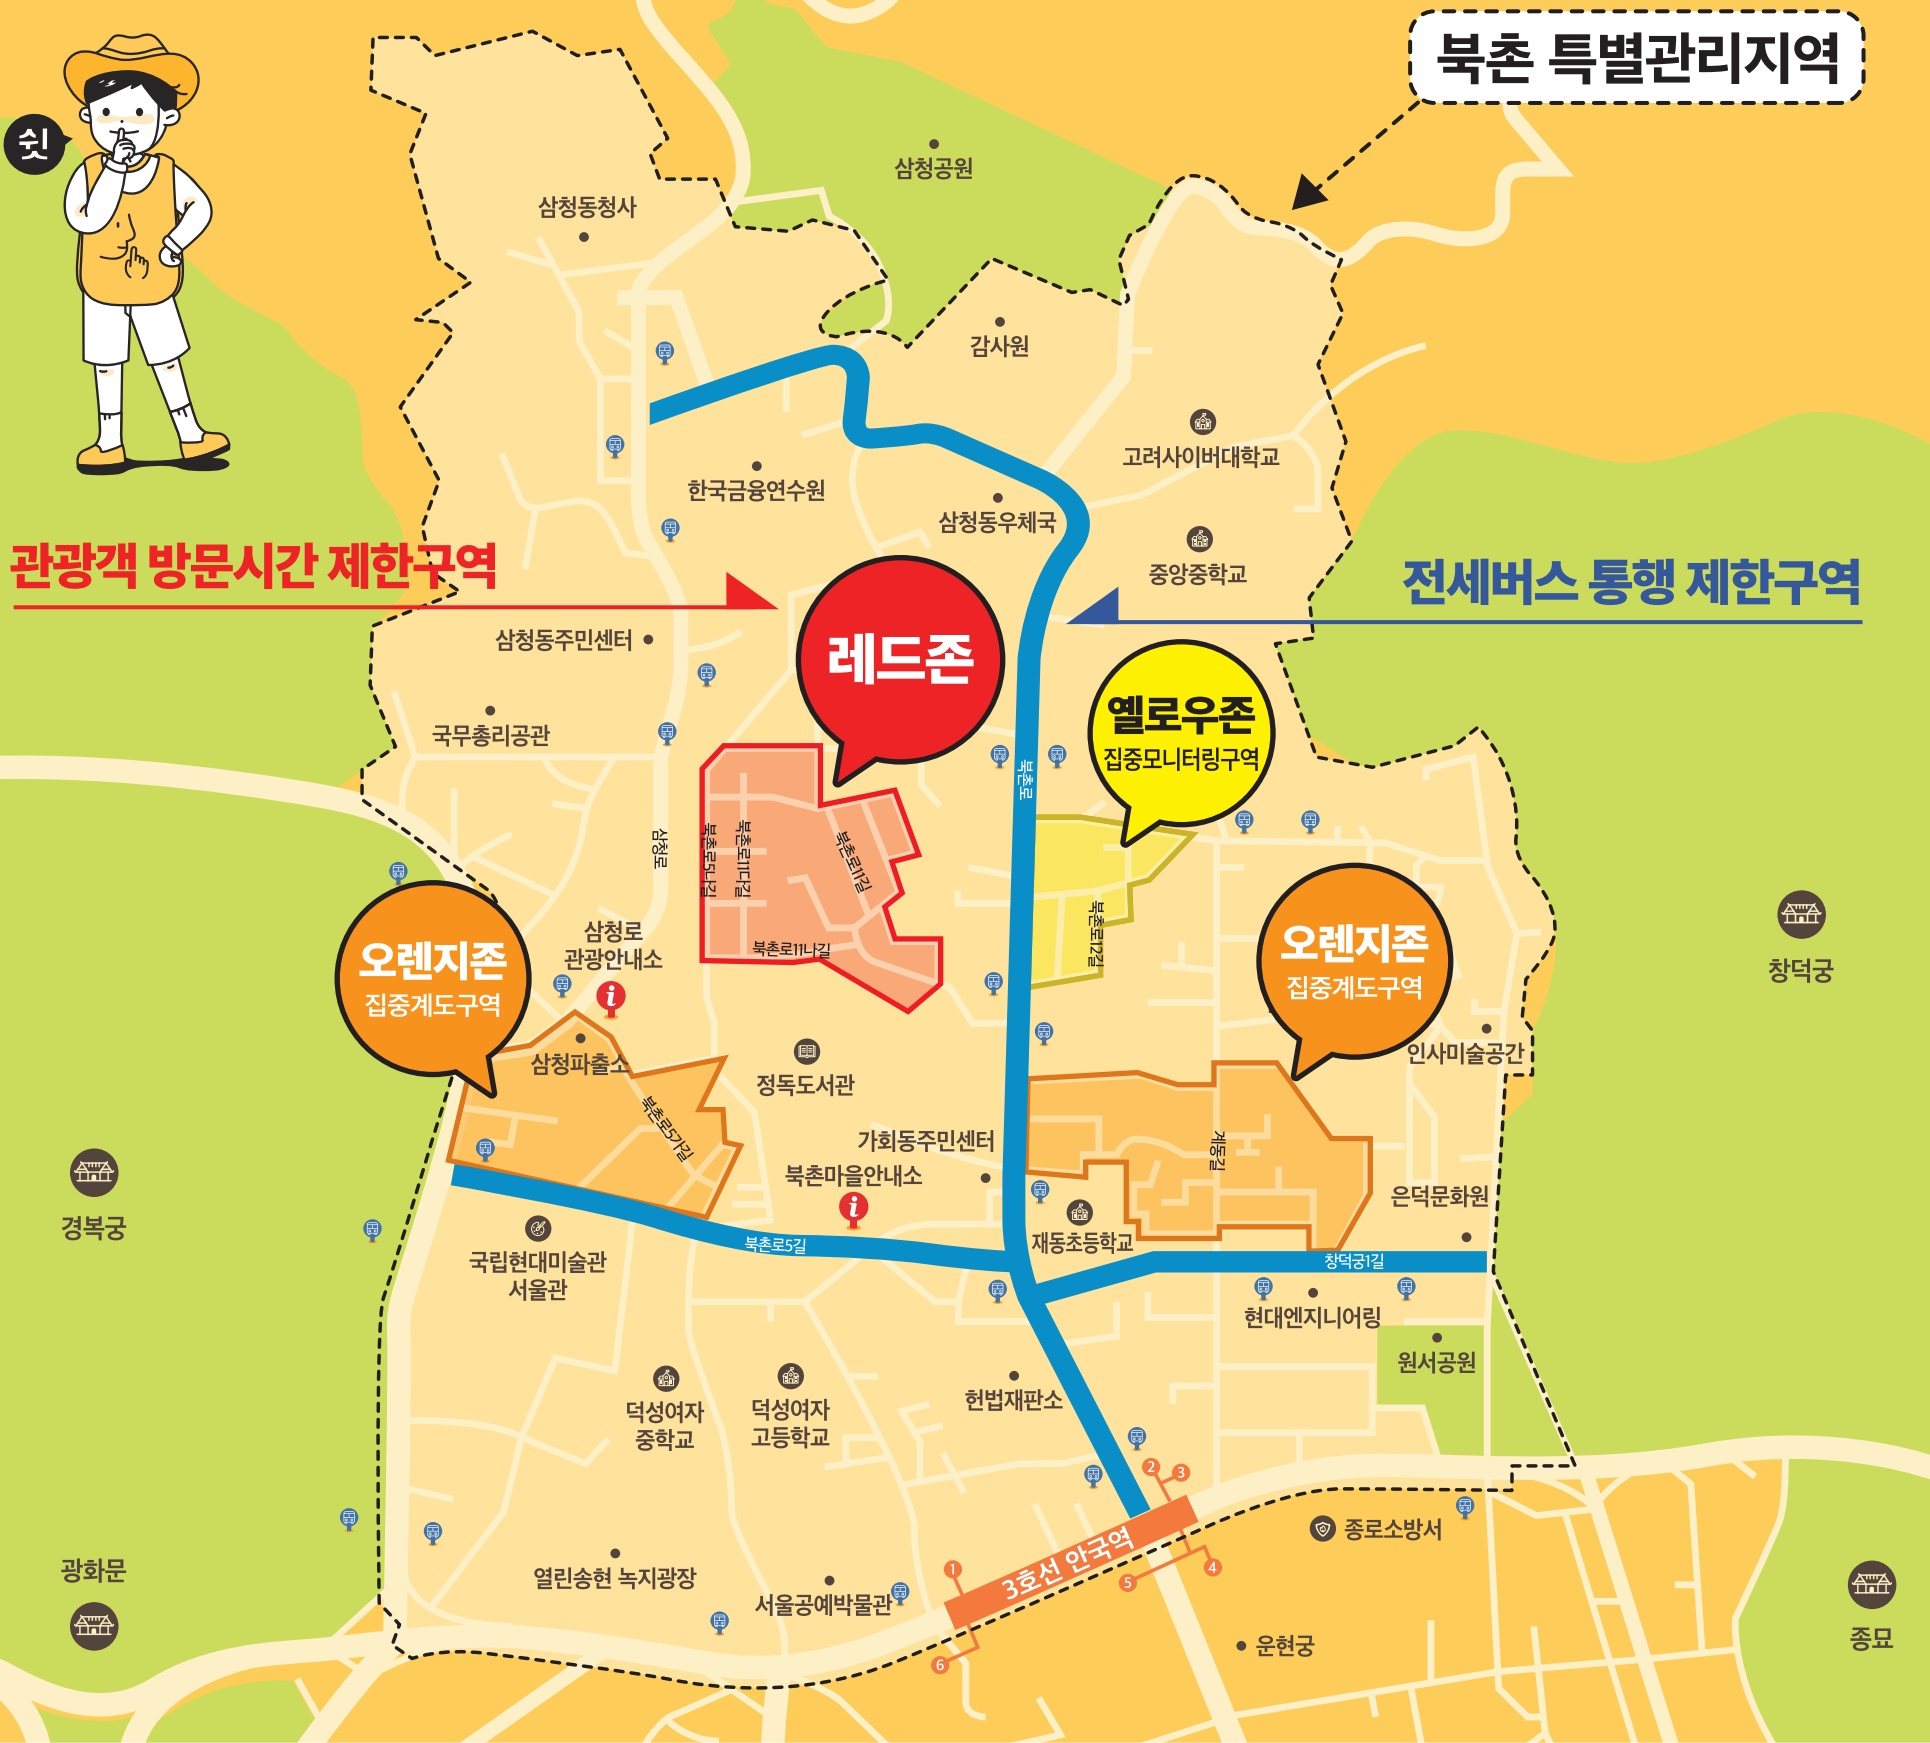 북촌 특별관리지역
쉿
삼청공원
삼청동청사
감사원
고려사이버대학교
한국금융연수원
삼청동우체국
중앙중학교
관광객 방문시간 제한구역
전세버스 통행 제한구역
삼청동주민센터
레드존
국무총리공관
옐로우존
집중모니터링구역
북촌로
삼청로
북촌로5나길
북촌로11다길
북촌로11길
북촌로11나길
북촌로12길
삼청로
관광안내소
오렌지존
집중계도구역
오렌지존
집중계도구역
창덕궁
삼청파출소
인사미술공간
정독도서관
북촌로5가길
가회동주민센터
계동길
북촌마을안내소
은덕문화원
경복궁
국립현대미술관
서울관
북촌로5길
재동초등학교
창덕궁1길
현대엔지니어링
원서공원
헌법재판소
덕성여자
중학교
덕성여자
고등학교
2
3
종로소방서
3호선 안국역
1
4
5
6
광화문
열린송현 녹지광장
서울공예박물관
운현궁
종묘